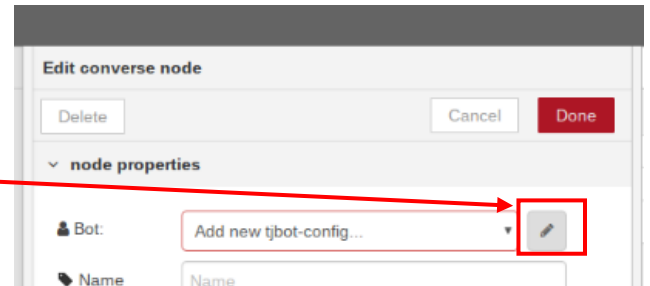 Edit converse node
Delete Cancel Done
node properties
Bot: Add new tjbot-config...
Name Name